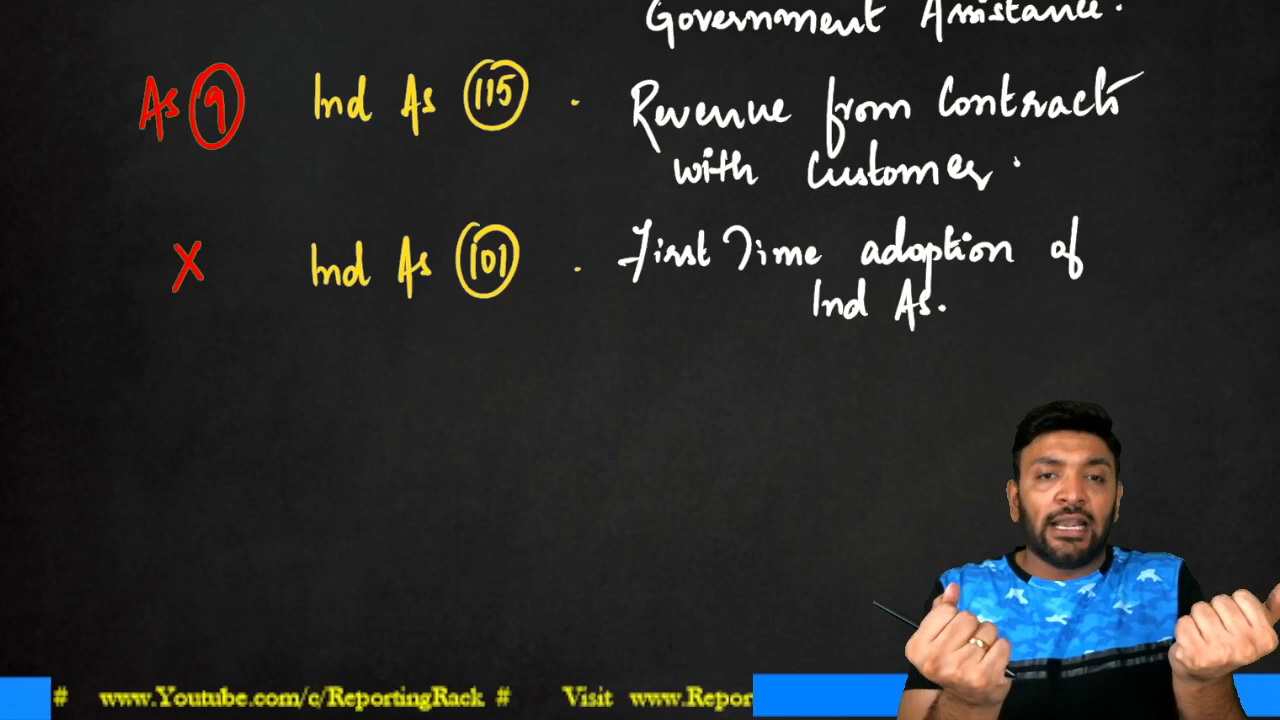 Government Assistance.
As 9 Ind As 115 . Revenue from Contracts
with Customer.
X Ind As 101 . First Time adoption of
Ind As.
# www.Youtube.com/c/ReportingRack # Visit www.Repor